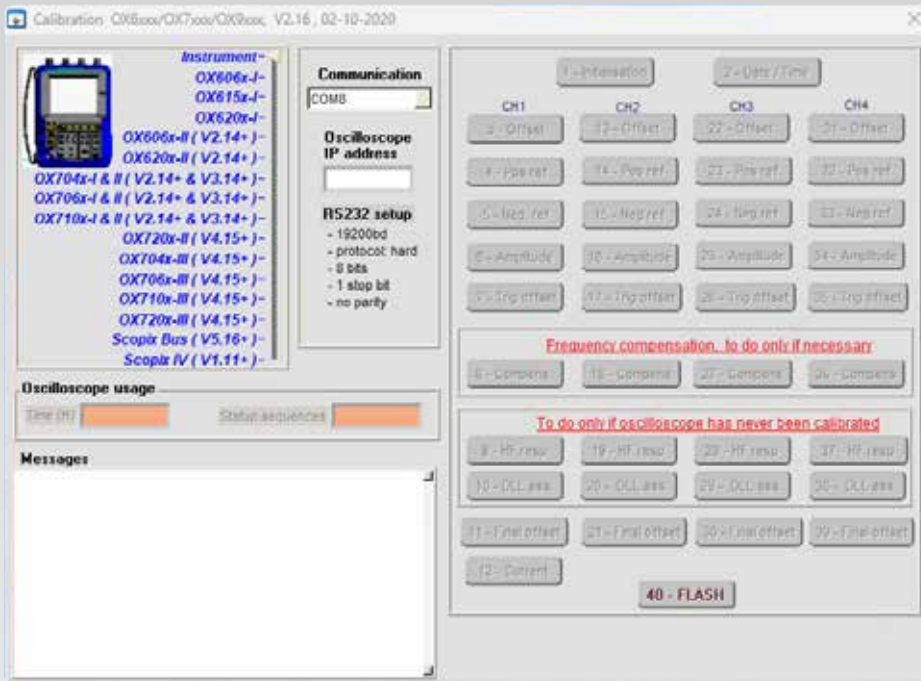 Calibration OX6xxx/OX7xxx/OX9xxx, V2.16 , 02-10-2020
Instrument
OX606x-I
OX615x-I
OX620x-I
OX606x-II ( V2.14+ )
OX620x-II ( V2.14+ )
OX704x-I & II ( V2.14+ & V3.14+ )
OX706x-I & II ( V2.14+ & V3.14+ )
OX710x-I & II ( V2.14+ & V3.14+ )
OX720x-II ( V4.15+ )
OX704x-III ( V4.15+ )
OX706x-III ( V4.15+ )
OX710x-III ( V4.15+ )
OX720x-III ( V4.15+ )
Scopix Bus ( V5.16+ )
Scopix IV ( V1.11+ )
Communication
COM8
Oscilloscope
IP address
RS232 setup
- 19200bd
- protocol: hard
- 8 bits
- 1 stop bit
- no parity
Oscilloscope usage
Time (H) Status sequences
Messages
1 - Initialisation 2 - Date / Time
CH1 CH2 CH3 CH4
3 - Offset 13 - Offset 22 - Offset 31 - Offset
4 - Pos ref. 14 - Pos ref. 23 - Pos ref. 32 - Pos ref.
5 - Neg. ref 15 - Neg ref 24 - Neg ref 33 - Neg ref
6 - Amplitude 16 - Amplitude 25 - Amplitude 34 - Amplitude
7 - Trig offset 17 - Trig offset 26 - Trig offset 35 - Trig offset
Frequency compensation, to do only if necessary
8 - Compens 18 - Compens 27 - Compens 36 - Compens
To do only if oscilloscope has never been calibrated
9 - HF resu 19 - HF resu 28 - HF resu 37 - HF resu
10 - DLL ass 20 - DLL ass 29 - DLL ass 38 - DLL ass
11 - Final offset 21 - Final offset 30 - Final offset 39 - Final offset
12 - Current
40 - FLASH